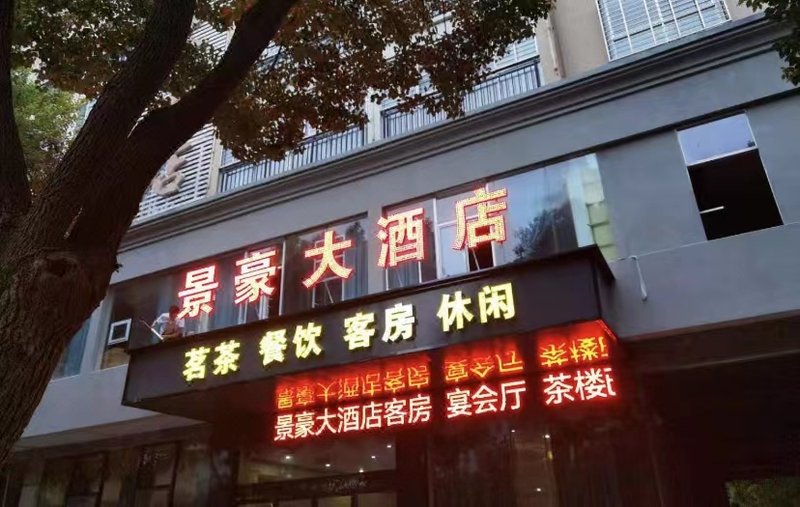 店
景豪大酒店
茗茶 餐饮 客房 休闲
景豪大酒店客房 宴会厅 茶楼